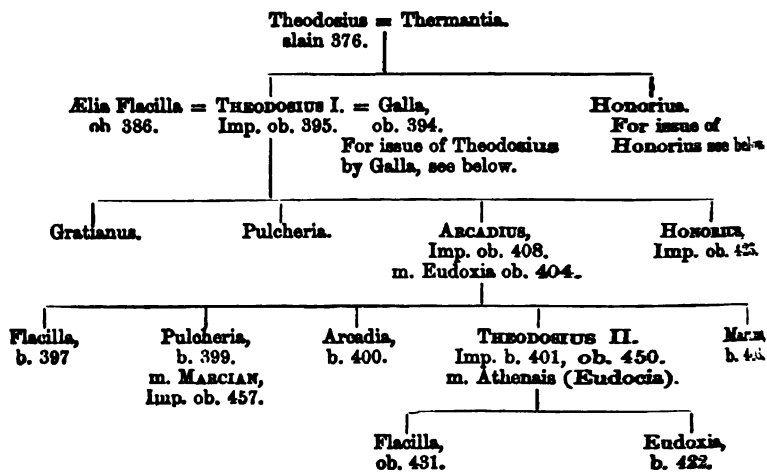 Theodosius = Thermantia.
slain 376.
Ælia Flacilla = THEODOSIUS I. = Galla,
ob 386. Imp. ob. 395. ob. 394.
For issue of Theodosius
by Galla, see below.
Honorius.
For issue of
Honorius see below
Gratianus.
Pulcheria.
ARCADIUS,
Imp. ob. 408.
m. Eudoxia ob. 404.
HONORIUS,
Imp. ob.
Flacilla,
b. 397
Pulcheria,
b. 399.
m. MARCIAN,
Imp. ob. 457.
Arcadia,
b. 400.
THEODOSIUS II.
Imp. b. 401, ob. 450.
m. Athenais (Eudocia).
b.
Flacilla,
ob. 431.
Eudoxia,
b. 422.